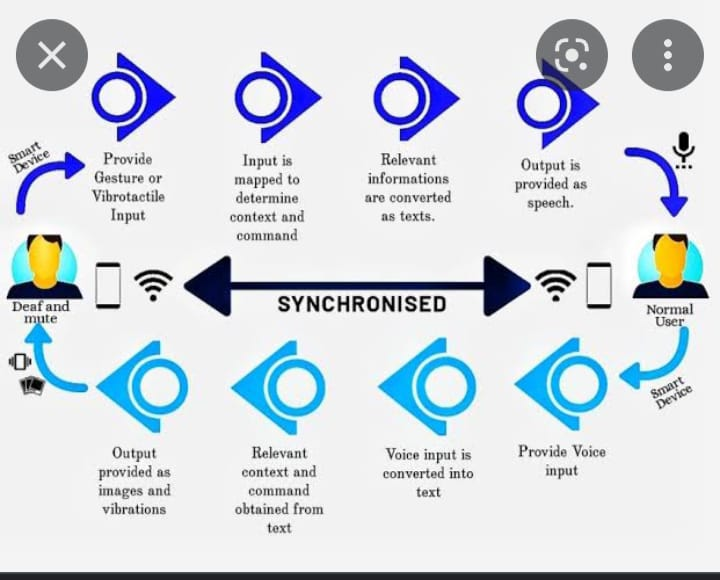 Smart
Device
Provide
Gesture or
Vibrotactile
Input
Input is
mapped to
determine
context and
command
Relevant
informations
are converted
as texts.
Output is
provided as
speech.
Deaf and
mute
SYNCHRONISED
Normal
User
Smart
Device
Output
provided as
images and
vibrations
Relevant
context and
command
obtained from
text
Voice input is
converted into
text
Provide Voice
input